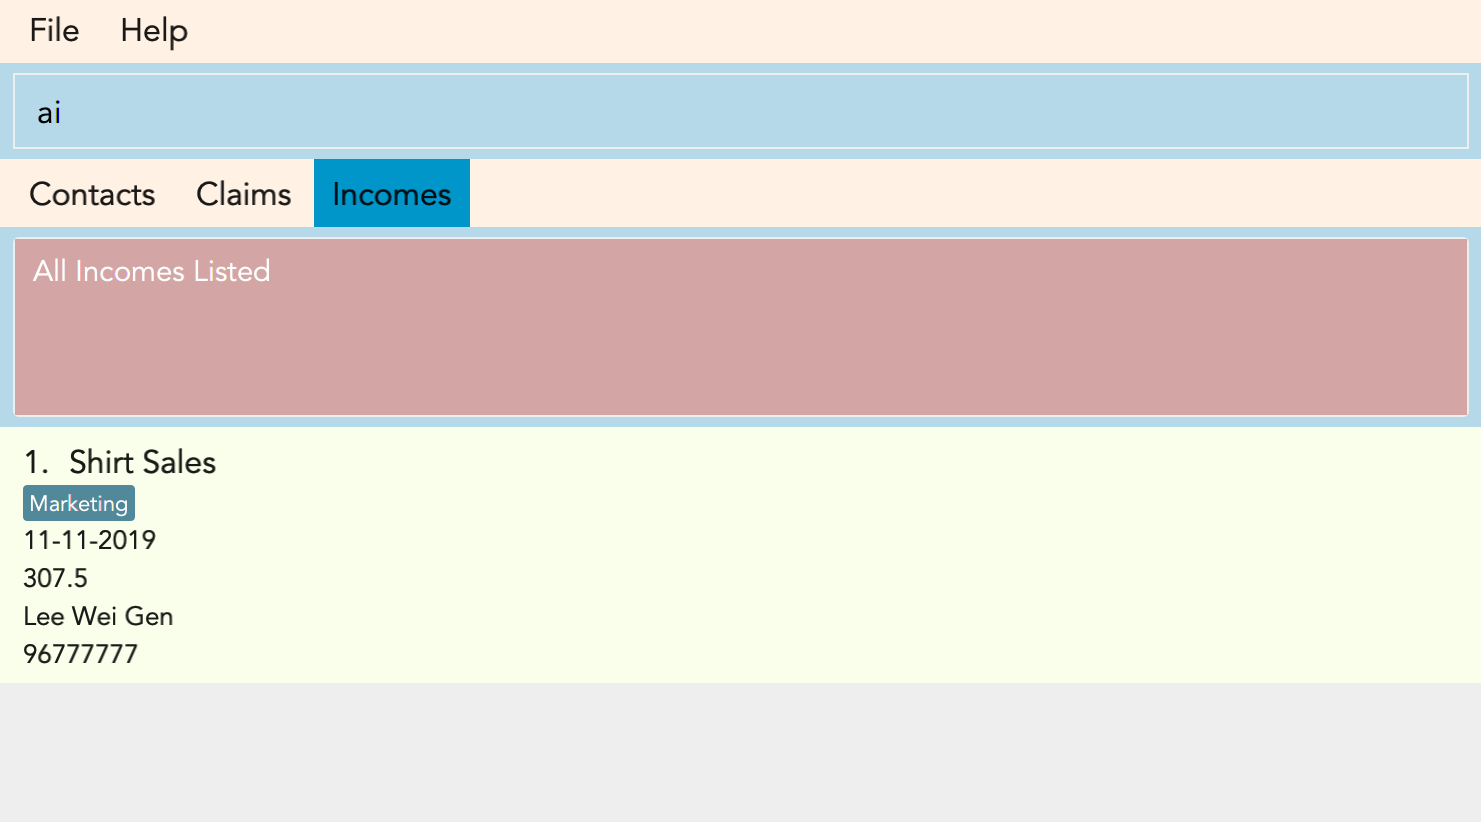 File Help
ai
Contacts Claims Incomes
All Incomes Listed
1. Shirt Sales
Marketing
11-11-2019
307.5
Lee Wei Gen
96777777